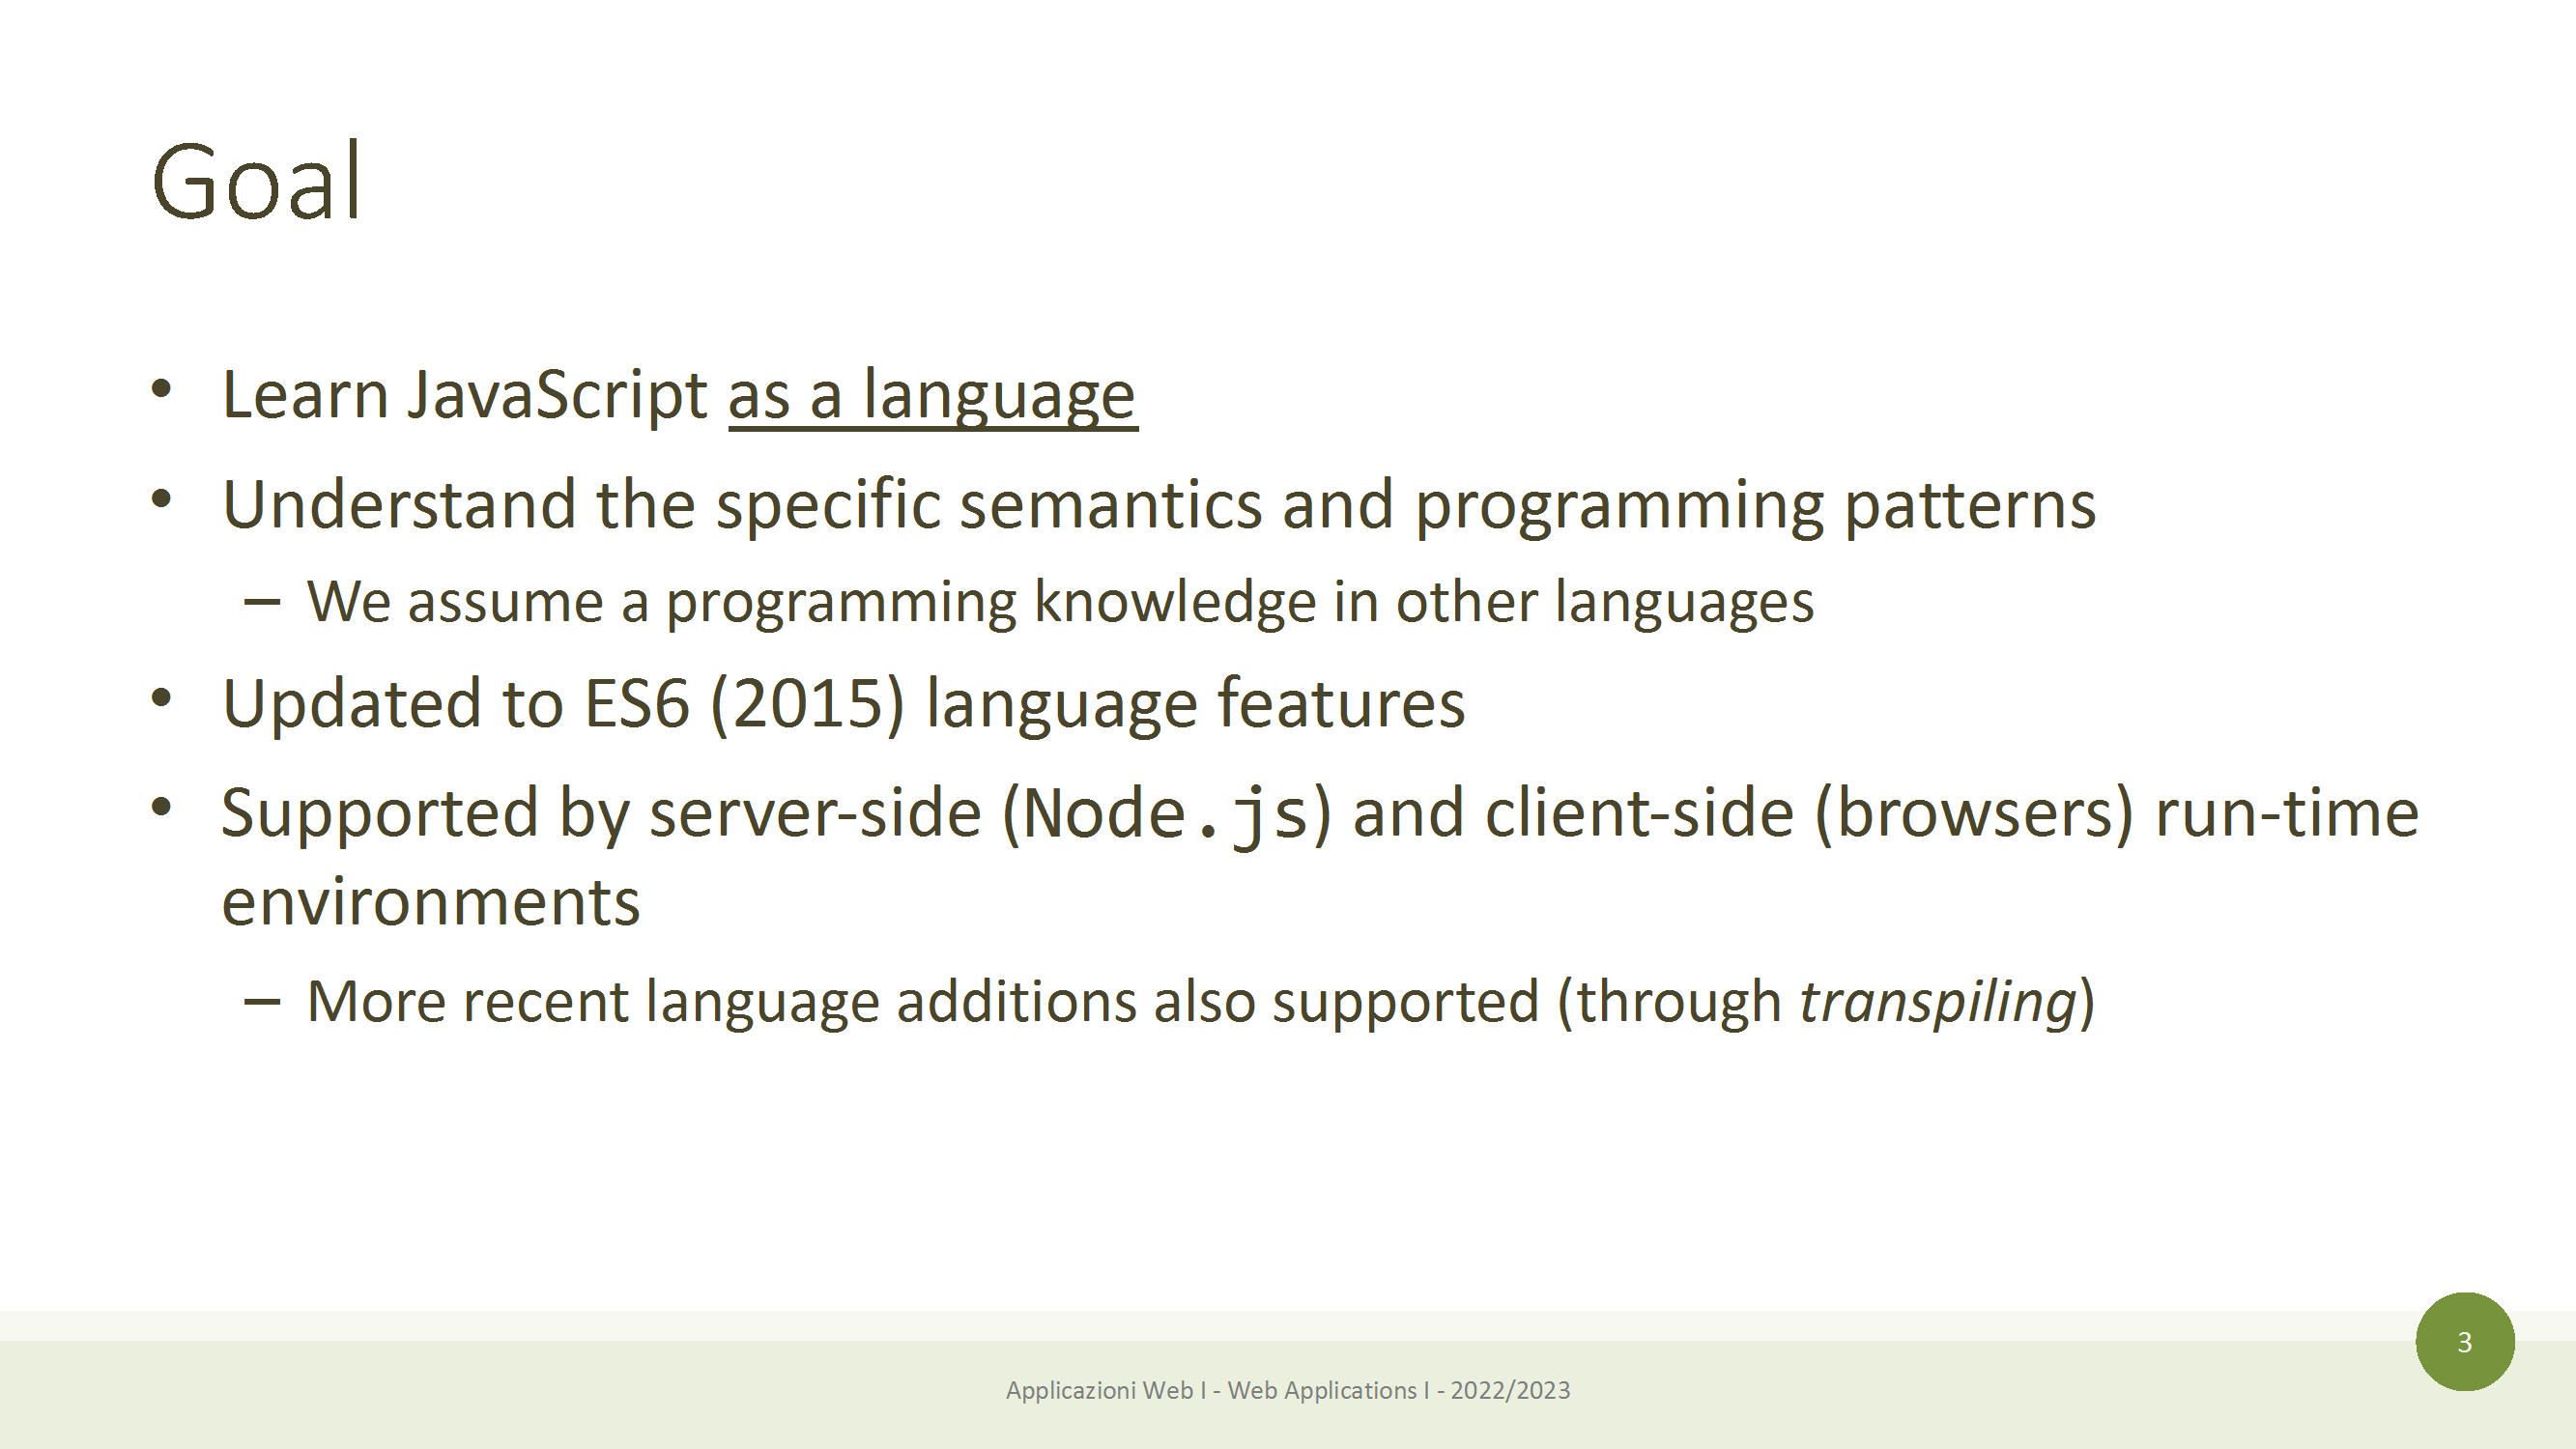 Goal
• Learn JavaScript as a language
• Understand the specific semantics and programming patterns
– We assume a programming knowledge in other languages
• Updated to ES6 (2015) language features
• Supported by server-side (Node.js) and client-side (browsers) run-time
environments
– More recent language additions also supported (through transpiling)
3
Applicazioni Web I - Web Applications I - 2022/2023